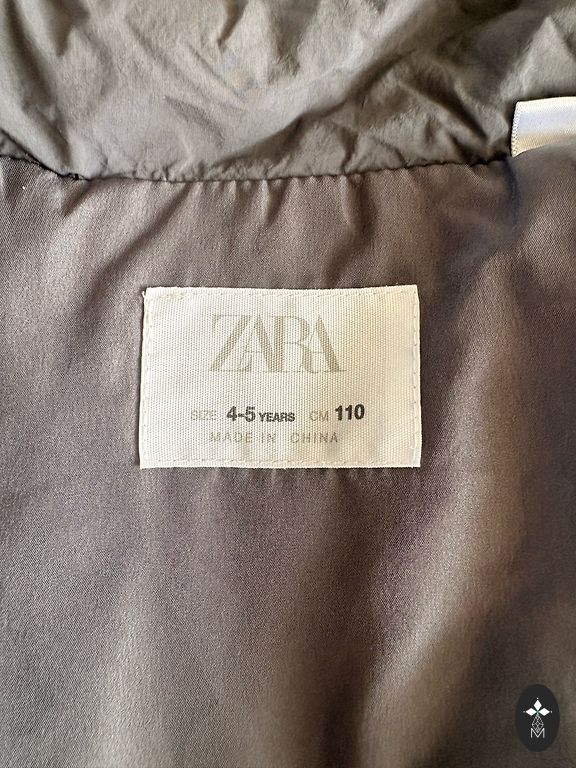 ZARA
SIZE 4-5 YEARS CM 110
MADE IN CHINA
M